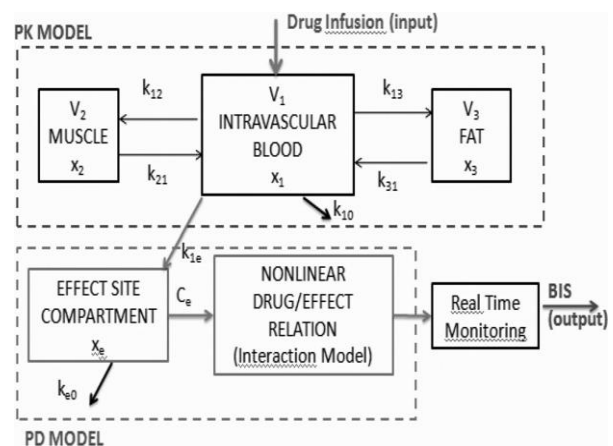 Drug Infusion (input)
PK MODEL
k12
V2
MUSCLE
x2
k21
V1
INTRAVASCULAR
BLOOD
x1
k13
V3
FAT
x3
k31
k10
k1e
EFFECT SITE
COMPARTMENT
xe
Ce
NONLINEAR
DRUG/EFFECT
RELATION
(Interaction Model)
Real Time
Monitoring
BIS
(output)
ke0
PD MODEL